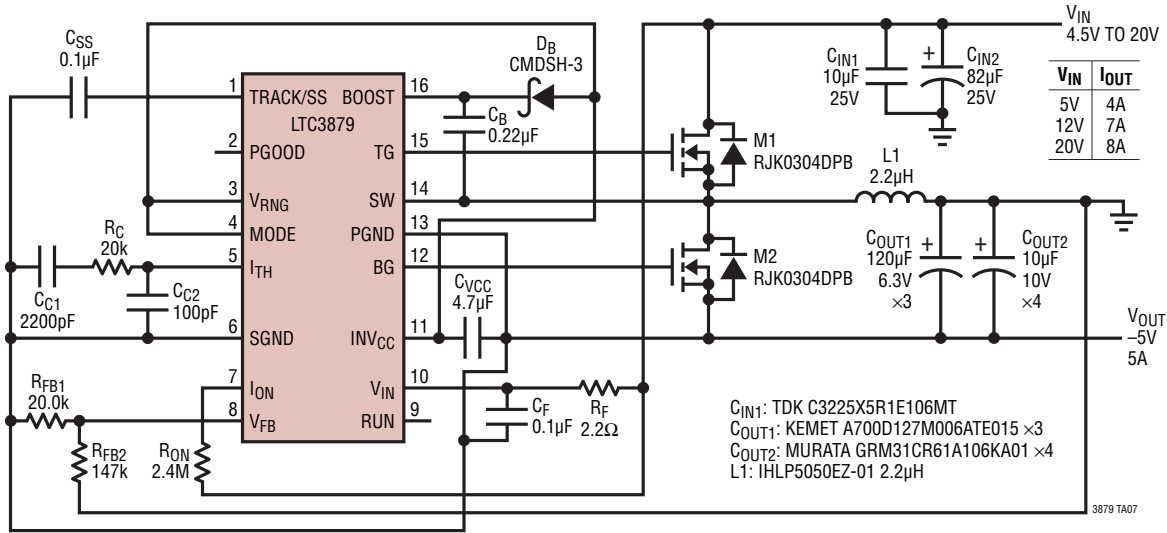 C_SS
0.1µF
D_B
CMDSH-3
V_IN
4.5V TO 20V
C_IN1
10µF
25V
+
C_IN2
82µF
25V
V_IN I_OUT
5V 4A
12V 7A
20V 8A
1 TRACK/SS BOOST 16
LTC3879
C_B
0.22µF
2 PGOOD TG 15
M1
RJK0304DPB
L1
2.2µH
3 V_RNG SW 14
4 MODE PGND 13
R_C
20k
5 I_TH BG 12
M2
RJK0304DPB
C_OUT1
120µF
6.3V
×3
+
+
C_OUT2
10µF
10V
×4
C_C1
2200pF
C_C2
100pF
C_VCC
4.7µF
6 SGND INV_CC 11
V_OUT
–5V
5A
R_FB1
20.0k
7 I_ON V_IN 10
8 V_FB RUN 9
C_F
0.1µF
R_F
2.2Ω
R_FB2
147k
R_ON
2.4M
C_IN1: TDK C3225X5R1E106MT
C_OUT1: KEMET A700D127M006ATE015 ×3
C_OUT2: MURATA GRM31CR61A106KA01 ×4
L1: IHLP5050EZ-01 2.2µH
3879 TA07